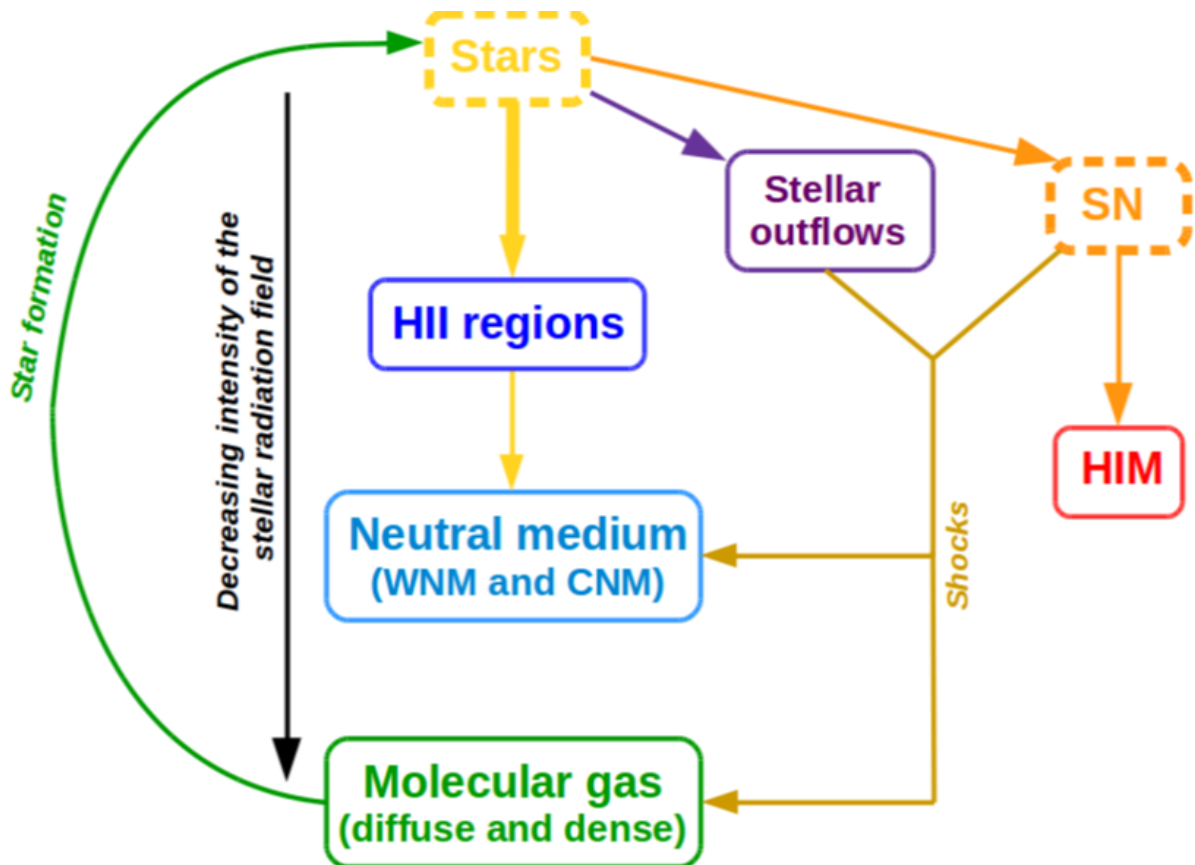 Stars
Stellar
outflows
SN
Star formation
Decreasing intensity of the
stellar radiation field
HII regions
HIM
Neutral medium
(WNM and CNM)
Shocks
Molecular gas
(diffuse and dense)